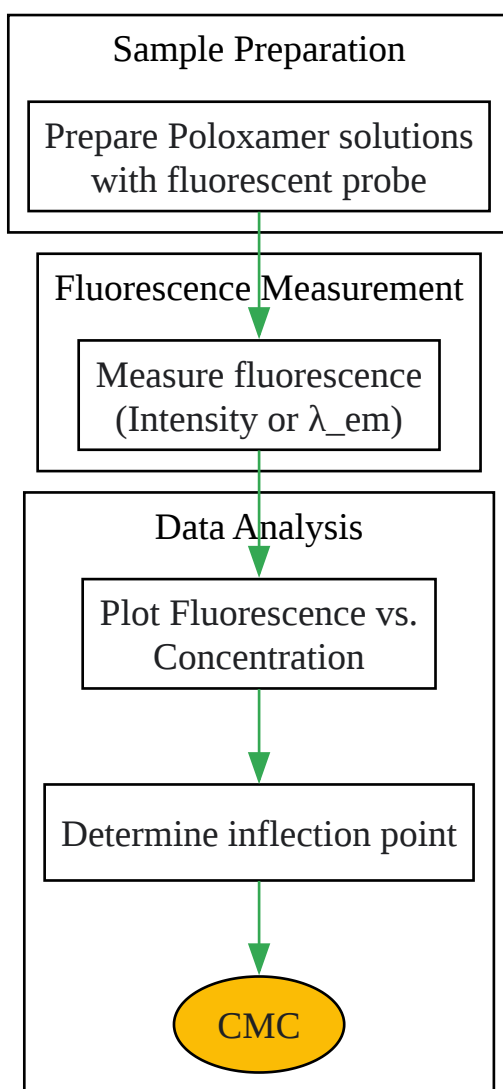 Sample Preparation
Prepare Poloxamer solutions
with fluorescent probe
Fluorescence Measurement
Measure fluorescence
(Intensity or λ_em)
Data Analysis
Plot Fluorescence vs.
Concentration
Determine inflection point
CMC